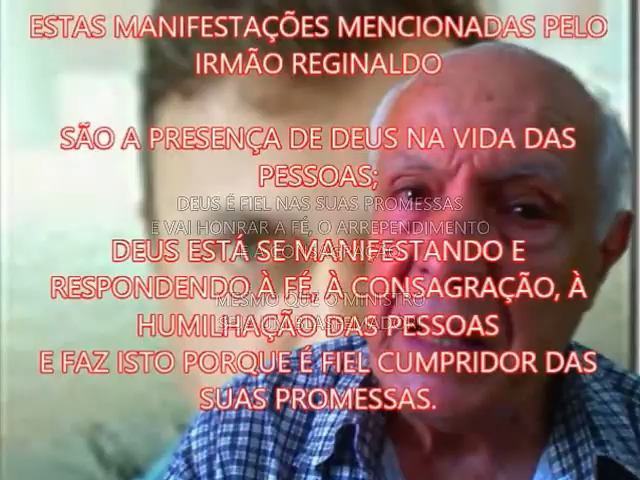 ESTAS MANIFESTAÇÕES MENCIONADAS PELO
IRMÃO REGINALDO
SÃO A PRESENÇA DE DEUS NA VIDA DAS
PESSOAS;
DEUS É FIEL NAS SUAS PROMESSAS
E VAI HONRAR A FÉ, O ARREPENDIMENTO
E A CONSAGRAÇÃO
DEUS ESTÁ SE MANIFESTANDO E
RESPONDENDO À FÉ, À CONSAGRAÇÃO, À
MESMO QUE O MINISTRO
HUMILHAÇÃO DAS PESSOAS
E FAZ ISTO PORQUE É FIEL CUMPRIDOR DAS
SUAS PROMESSAS.